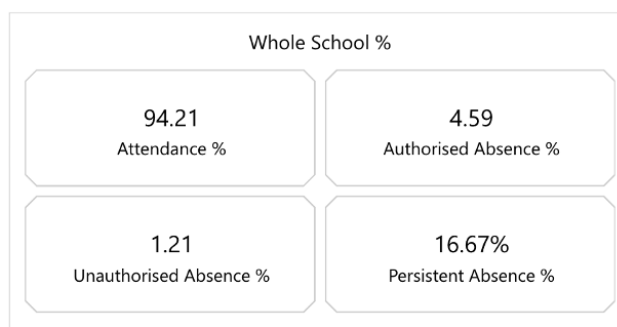 Whole School %
94.21
Attendance %
4.59
Authorised Absence %
1.21
Unauthorised Absence %
16.67%
Persistent Absence %